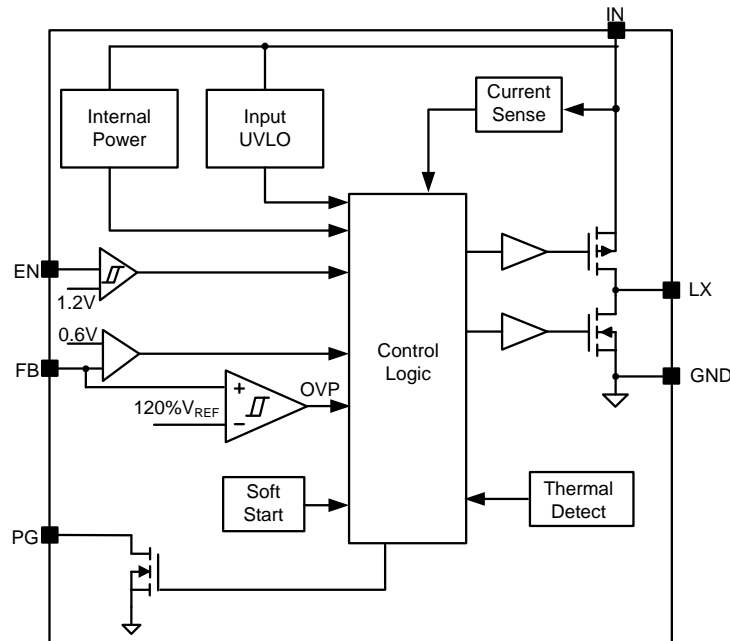 IN
Internal
Power
Input
UVLO
Current
Sense
EN
1.2V
LX
0.6V
FB
Control
Logic
GND
OVP
120%VREF
Soft
Start
Thermal
Detect
PG